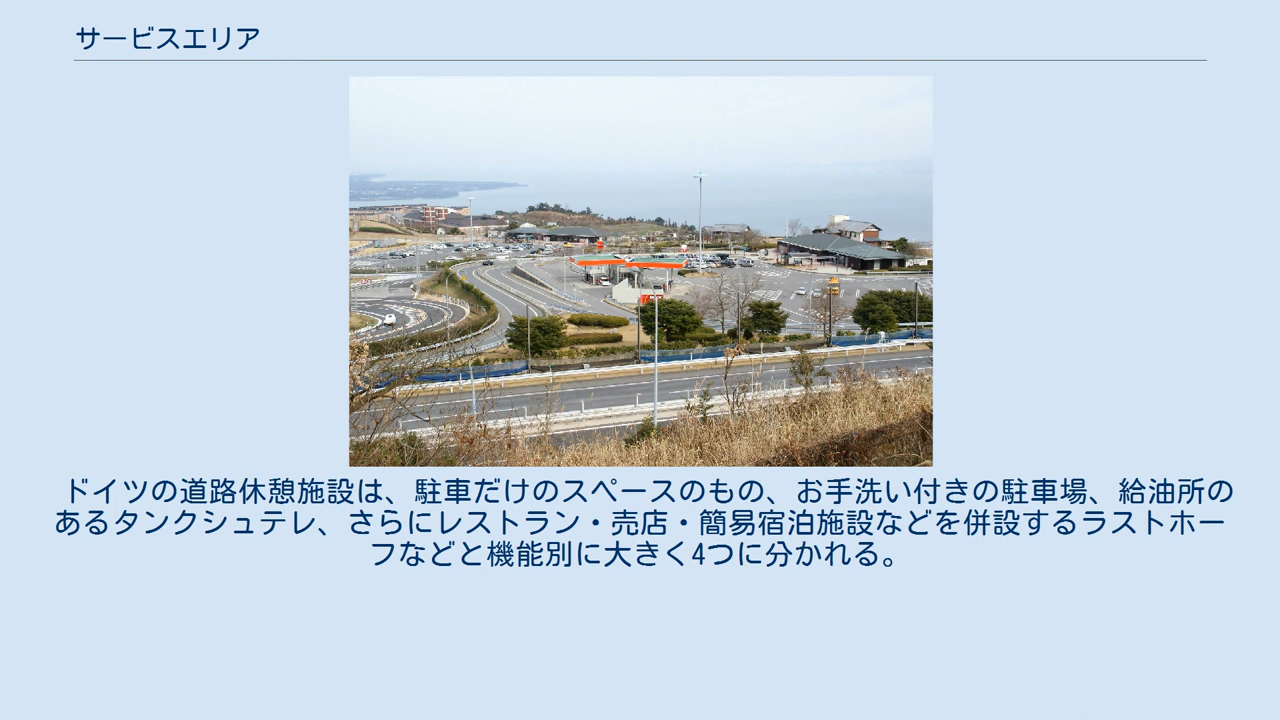 サービスエリア
ドイツの道路休憩施設は、駐車だけのスペースのもの、お手洗い付きの駐車場、給油所の
あるタンクシュテレ、さらにレストラン・売店・簡易宿泊施設などを併設するラストホー
フなどと機能別に大きく4つに分かれる。